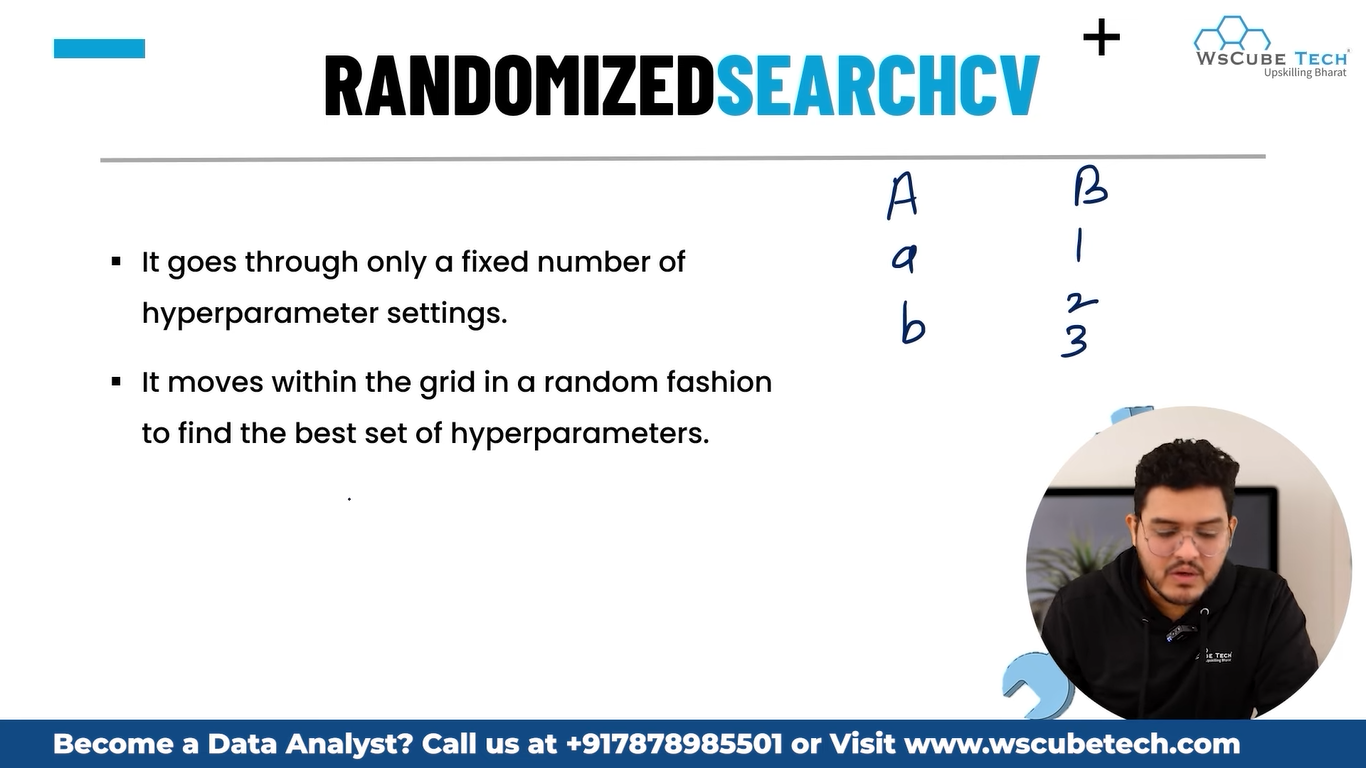 WsCube Tech
Upskilling Bharat
RANDOMIZEDSEARCHCV
A B
a 1
b 2
3
▪ It goes through only a fixed number of
hyperparameter settings.
▪ It moves within the grid in a random fashion
to find the best set of hyperparameters.
Become a Data Analyst? Call us at +917878985501 or Visit www.wscubetech.com